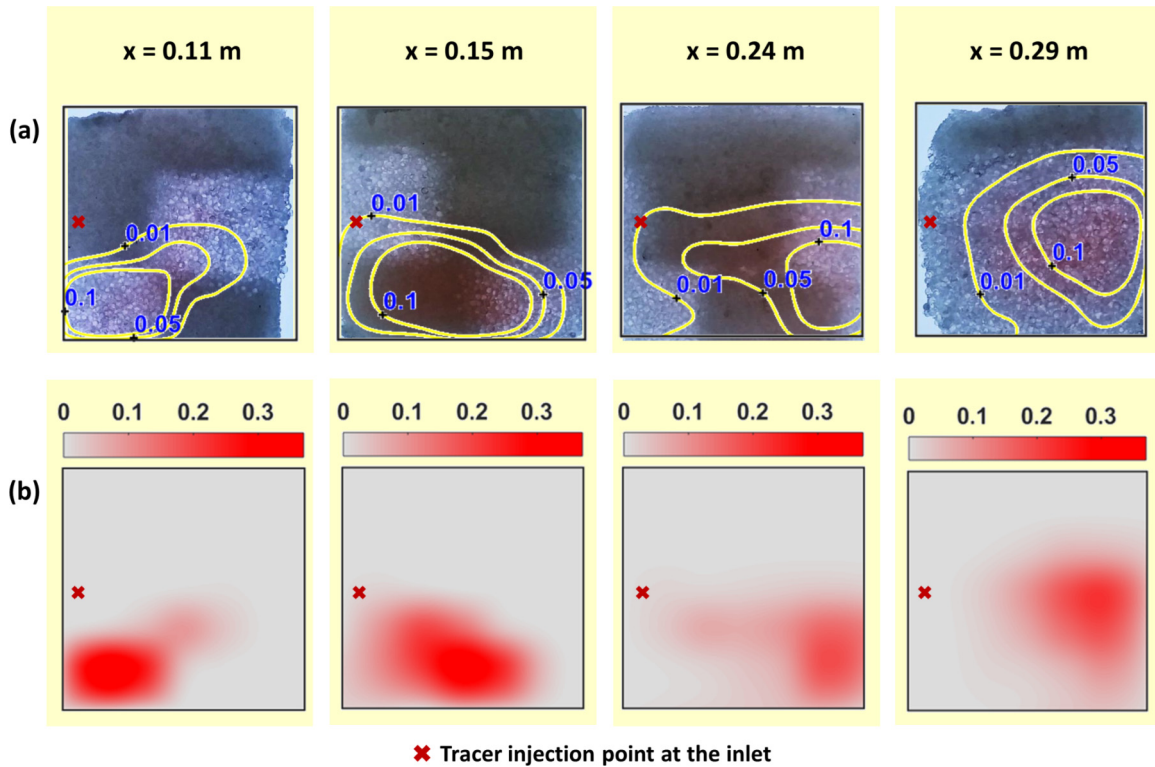 x = 0.11 m
x = 0.15 m
x = 0.24 m
x = 0.29 m
(a)
0.01
0.1
0.05
0.01
0.05
0.1
0.1
0.01
0.05
0.05
0.1
0.01
0 0.1 0.2 0.3
0 0.1 0.2 0.3
0 0.1 0.2 0.3
0 0.1 0.2 0.3
(b)
✖ Tracer injection point at the inlet